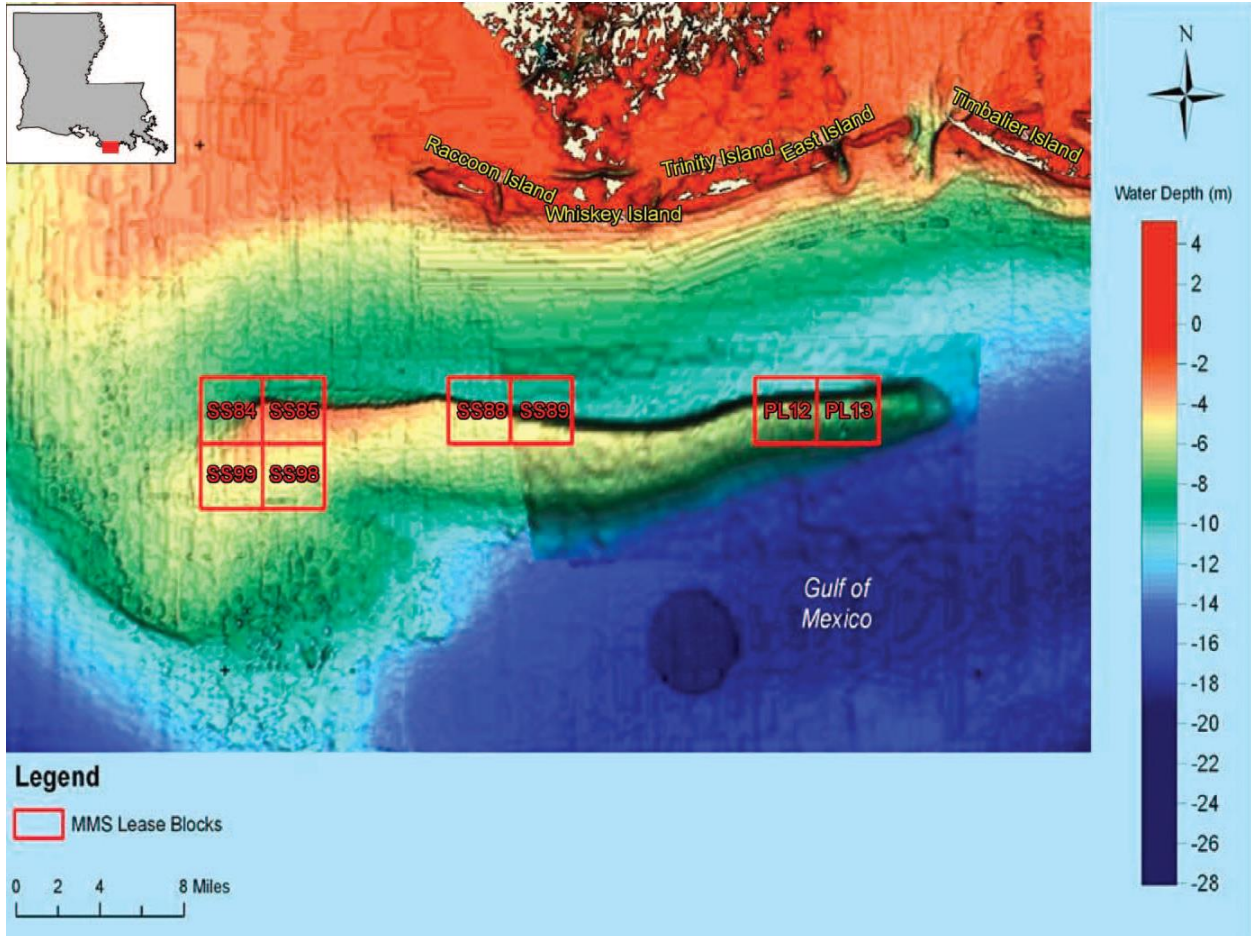 N
Raccoon Island
Whiskey Island
Trinity Island
East Island
Timbalier Island
Water Depth (m)
4
2
0
-2
-4
-6
-8
-10
-12
-14
-16
-18
-20
-22
-24
-26
-28
SS84 SS85
SS88 SS89
PL12 PL13
SS99 SS98
Gulf of
Mexico
Legend
MMS Lease Blocks
0 2 4 8 Miles